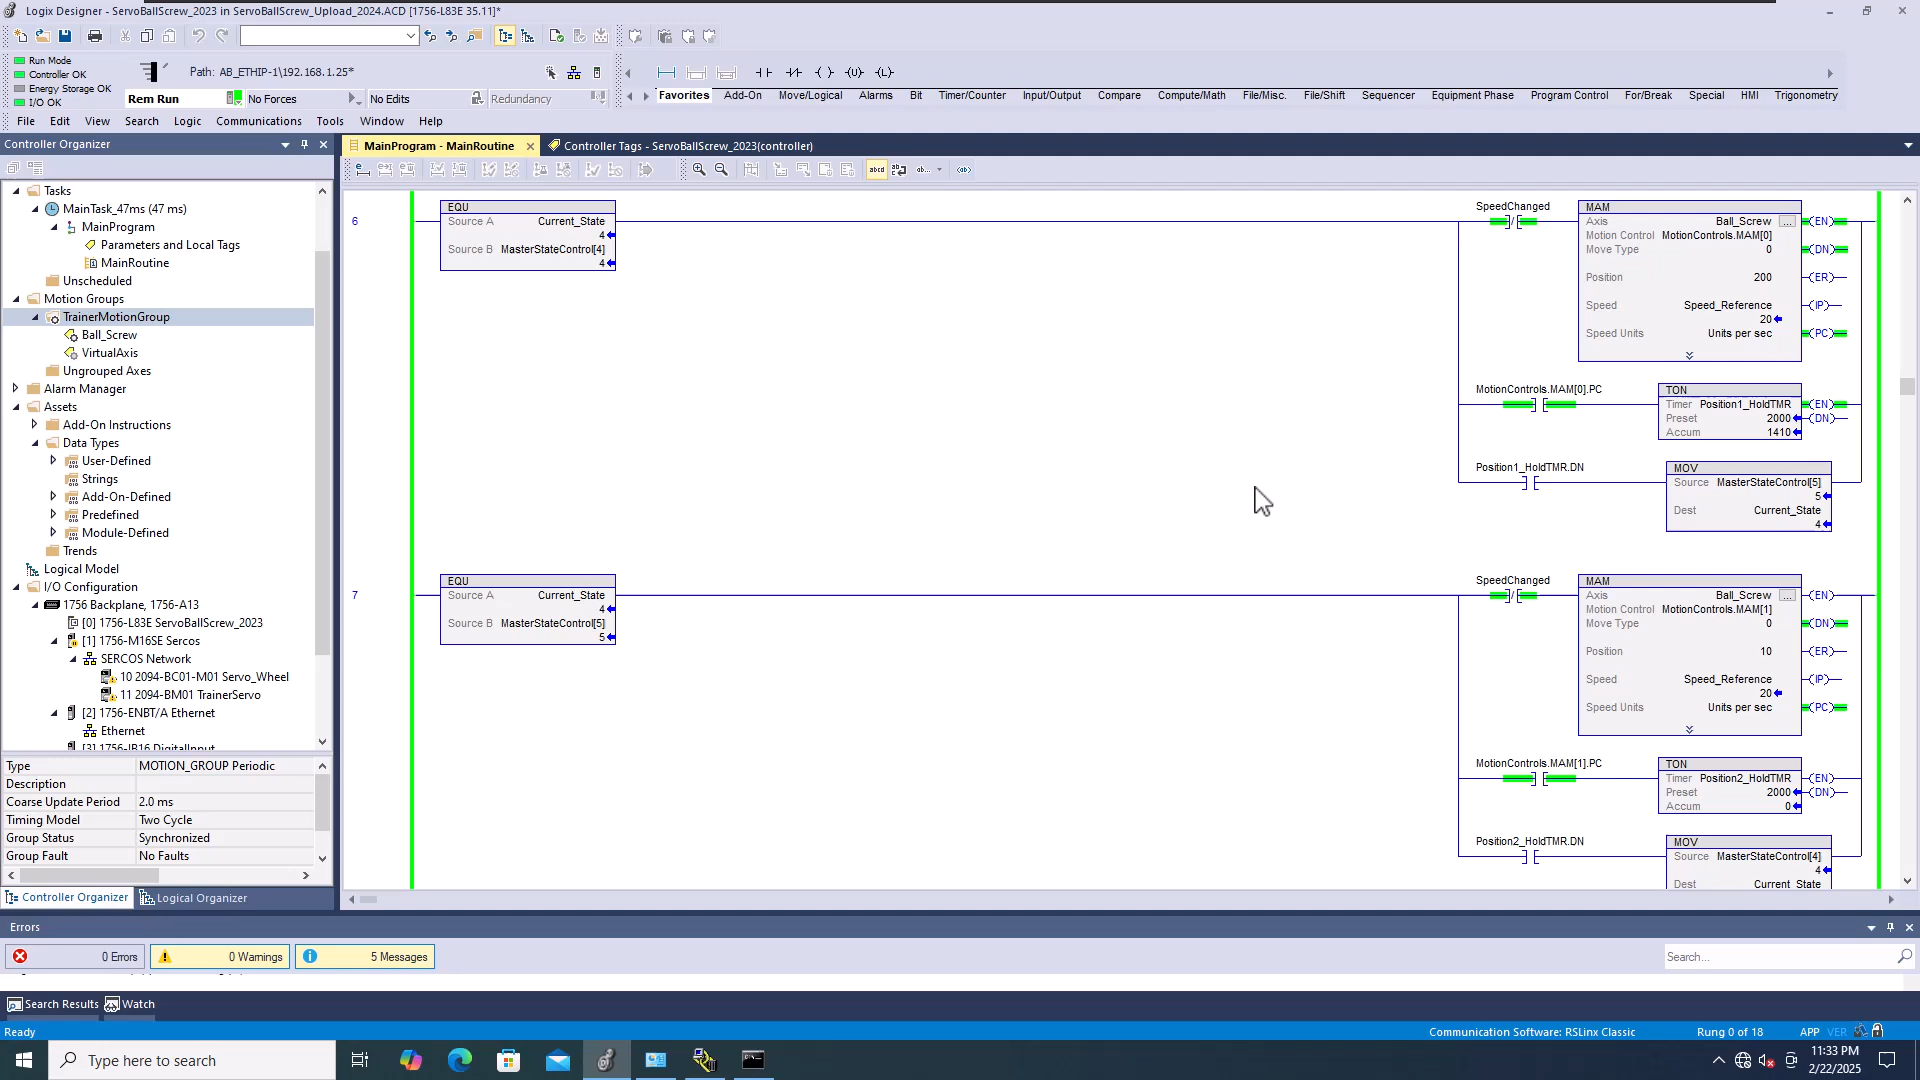 Logix Designer - ServoBallScrew_2023 in ServoBallScrew_Upload_2024.ACD [1756-L83E 35.11]*
Run Mode
Controller OK
Energy Storage OK
I/O OK
Path: AB_ETHIP-1\192.168.1.25*
Rem Run
No Forces
No Edits
Redundancy
Favorites Add-On Move/Logical Alarms Bit Timer/Counter Input/Output Compare Compute/Math File/Misc. File/Shift Sequencer Equipment Phase Program Control For/Break Special HMI Trigonometry
File Edit View Search Logic Communications Tools Window Help
Controller Organizer
MainProgram - MainRoutine
Controller Tags - ServoBallScrew_2023(controller)
Tasks
MainTask_47ms (47 ms)
MainProgram
Parameters and Local Tags
MainRoutine
Unscheduled
Motion Groups
TrainerMotionGroup
Ball_Screw
VirtualAxis
Ungrouped Axes
Alarm Manager
Assets
Add-On Instructions
Data Types
User-Defined
Strings
Add-On-Defined
Predefined
Module-Defined
Trends
Logical Model
I/O Configuration
1756 Backplane, 1756-A13
[0] 1756-L83E ServoBallScrew_2023
[1] 1756-M16SE Sercos
SERCOS Network
10 2094-BC01-M01 Servo_Wheel
11 2094-BM01 TrainerServo
[2] 1756-ENBT/A Ethernet
Ethernet
[3] 1756-IB16 DigitalInput
Type MOTION_GROUP Periodic
Description
Coarse Update Period 2.0 ms
Timing Model Two Cycle
Group Status Synchronized
Group Fault No Faults
Controller Organizer
Logical Organizer
6
EQU
Source A Current_State
4
Source B MasterStateControl[4]
4
SpeedChanged
MAM
Axis Ball_Screw ... (EN)
Motion Control MotionControls.MAM[0]
Move Type 0 (DN)
Position 200 (ER)
Speed Speed_Reference (IP)
20
Speed Units Units per sec (PC)
MotionControls.MAM[0].PC
TON
Timer Position1_HoldTMR (EN)
Preset 2000 (DN)
Accum 1410
Position1_HoldTMR.DN
MOV
Source MasterStateControl[5]
5
Dest Current_State
4
7
EQU
Source A Current_State
4
Source B MasterStateControl[5]
5
SpeedChanged
MAM
Axis Ball_Screw ... (EN)
Motion Control MotionControls.MAM[1]
Move Type 0 (DN)
Position 10 (ER)
Speed Speed_Reference (IP)
20
Speed Units Units per sec (PC)
MotionControls.MAM[1].PC
TON
Timer Position2_HoldTMR (EN)
Preset 2000 (DN)
Accum 0
Position2_HoldTMR.DN
MOV
Source MasterStateControl[4]
4
Dest Current_State
Errors
0 Errors
0 Warnings
5 Messages
Search...
Search Results
Watch
Ready
Communication Software: RSLinx Classic
Rung 0 of 18
APP VER
Type here to search
11:33 PM
2/22/2025